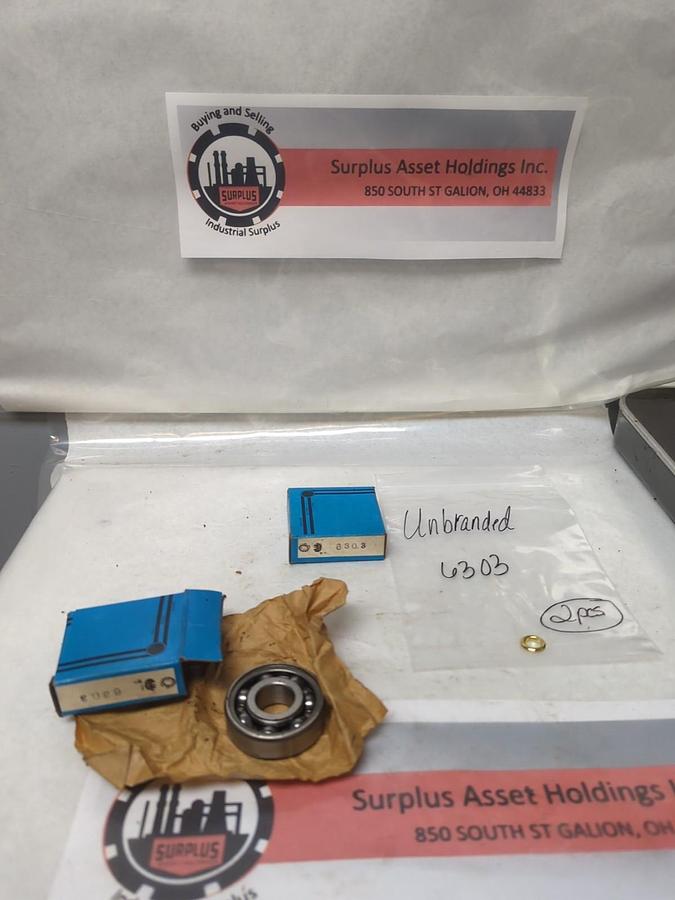 Buying and Selling
SURPLUS
Industrial Surplus
Surplus Asset Holdings Inc.
850 SOUTH ST GALION, OH 44833
Unbranded
6303
2pcs
6303
6303
Surplus Asset Holdings
850 SOUTH ST GALION, OH
SURPLUS